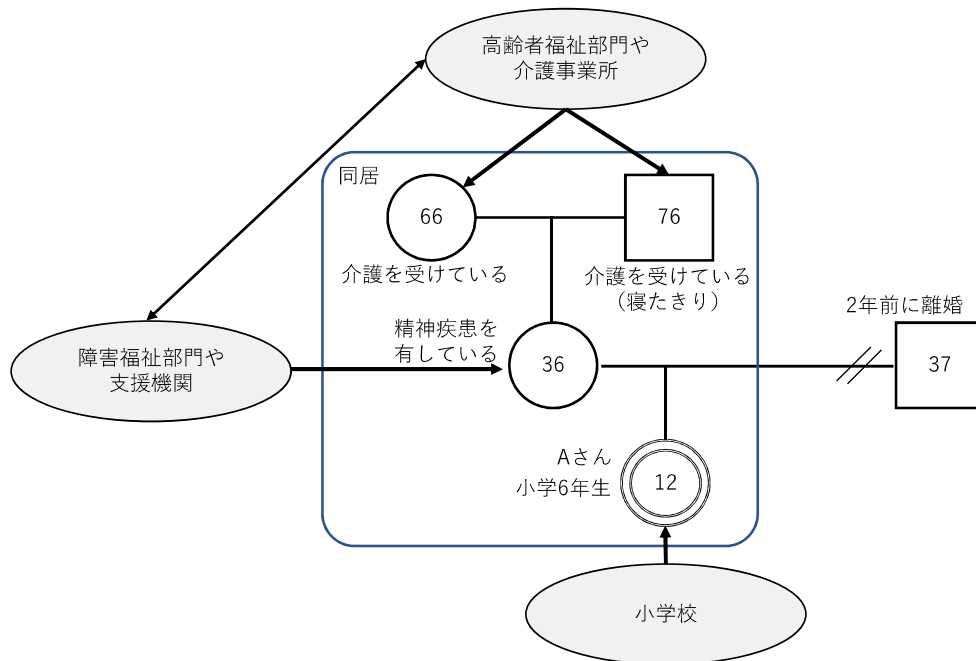 高齢者福祉部門や
介護事業所
同居
66
76
介護を受けている
介護を受けている
（寝たきり）
2年前に離婚
精神疾患を
有している
障害福祉部門や
支援機関
36
37
Aさん
小学6年生
12
小学校